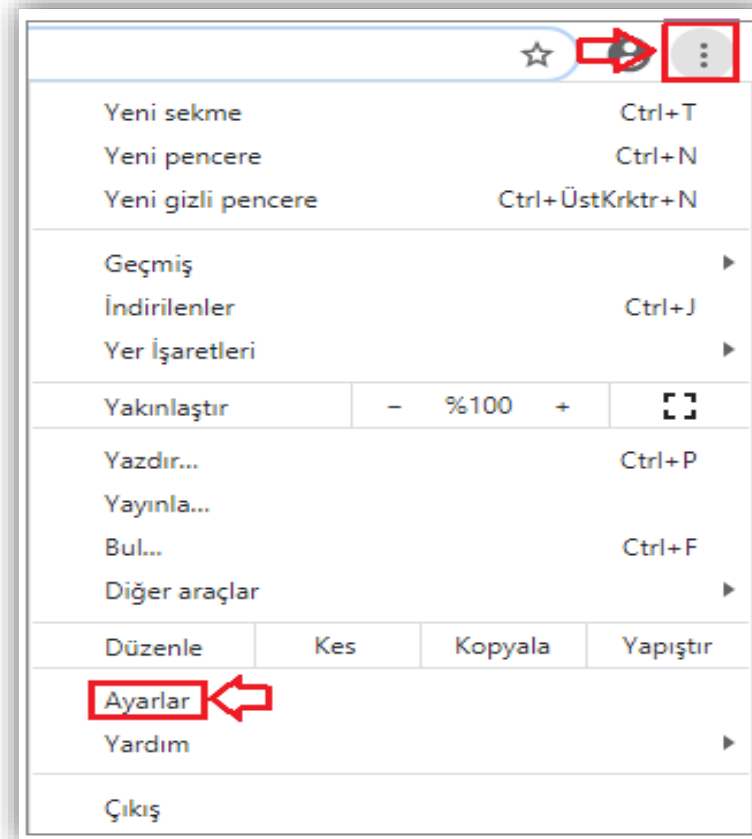 Yeni sekme Ctrl+T
Yeni pencere Ctrl+N
Yeni gizli pencere Ctrl+ÜstKrktr+N
Geçmiş
İndirilenler Ctrl+J
Yer İşaretleri
Yakınlaştır - %100 +
Yazdır... Ctrl+P
Yayınla...
Bul... Ctrl+F
Diğer araçlar
Düzenle Kes Kopyala Yapıştır
Ayarlar
Yardım
Çıkış